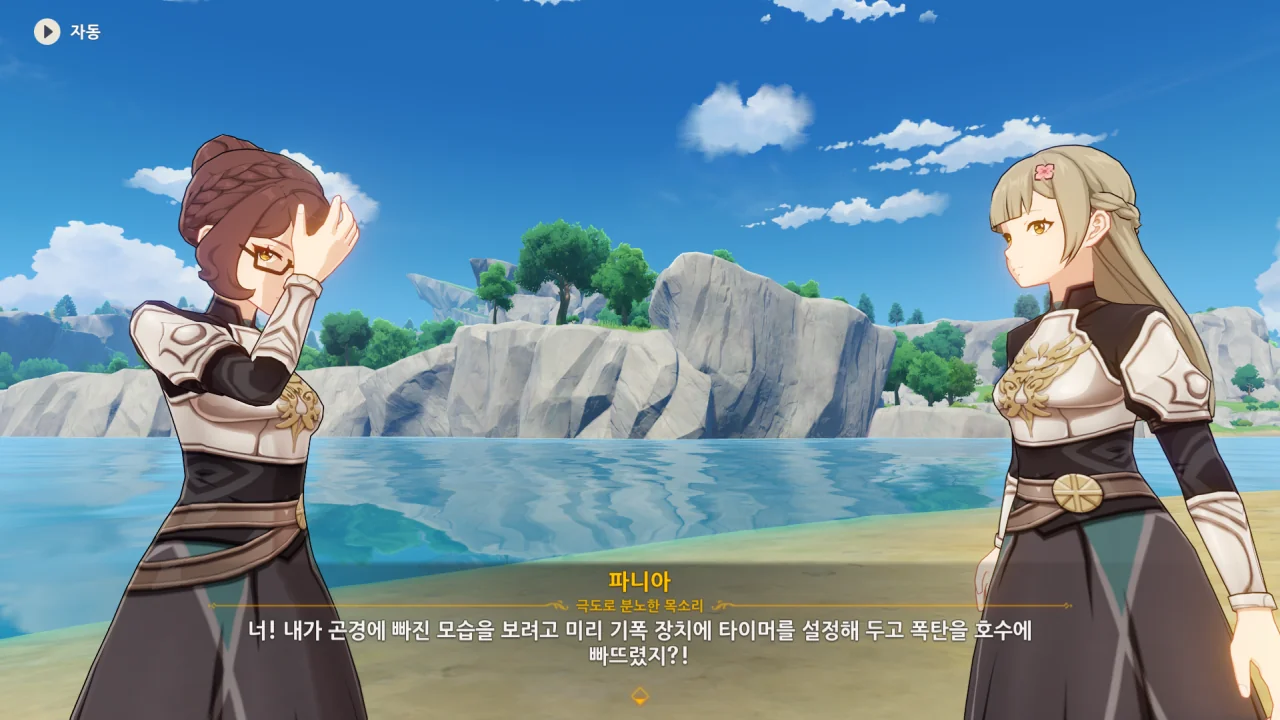 자동
파니아
극도로 분노한 목소리
너! 내가 곤경에 빠진 모습을 보려고 미리 기폭 장치에 타이머를 설정해 두고 폭탄을 호수에
빠뜨렸지?!